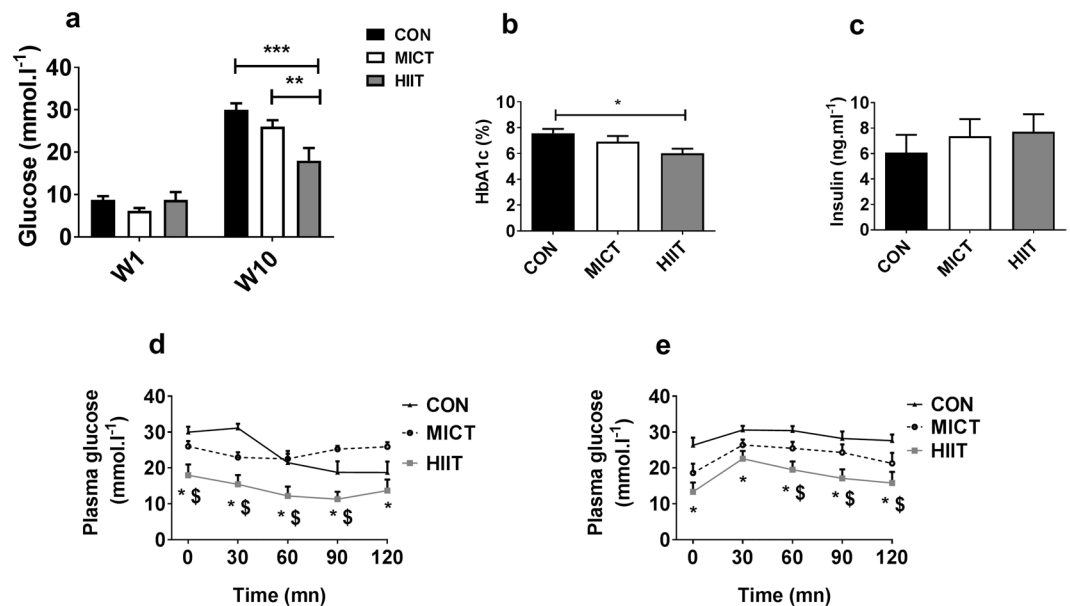 a
Glucose (mmol.l-1)
40
30
20
10
0
W1
W10
***
**
CON
MICT
HIIT
b
HbA1c (%)
10
8
6
4
2
0
*
CON
MICT
HIIT
c
Insulin (ng.ml-1)
10
8
6
4
2
0
CON
MICT
HIIT
d
Plasma glucose
(mmol.l-1)
40
30
20
10
0
* $
* $
* $
* $
*
0 30 60 90 120
Time (mn)
CON
MICT
HIIT
e
Plasma glucose
(mmol.l-1)
40
30
20
10
0
*
*
* $
* $
* $
0 30 60 90 120
Time (mn)
CON
MICT
HIIT